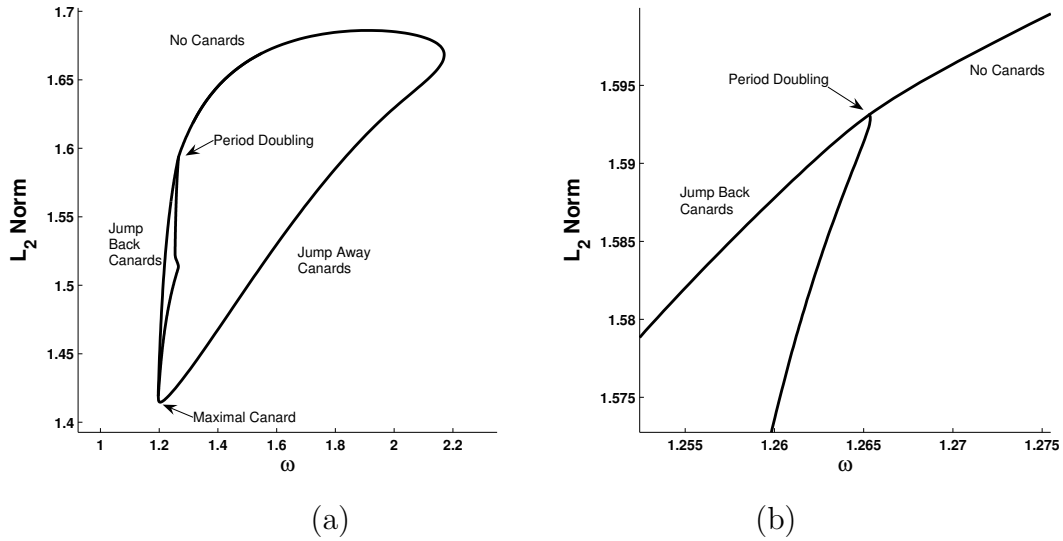 1.7
1.65
1.6
1.55
1.5
1.45
1.4
L2 Norm
No Canards
Period Doubling
Jump
Back
Canards
Jump Away
Canards
Maximal Canard
1
1.2
1.4
1.6
1.8
2
2.2
ω
(a)
1.595
1.59
1.585
1.58
1.575
L2 Norm
Period Doubling
No Canards
Jump Back
Canards
1.255
1.26
1.265
1.27
1.275
ω
(b)